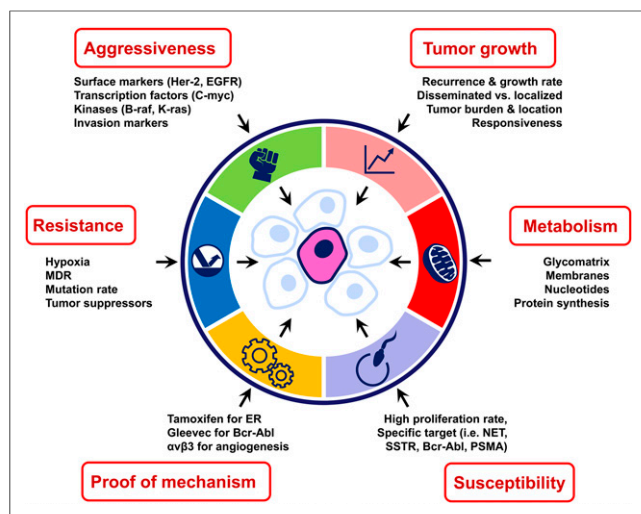 Aggressiveness
Surface markers (Her-2, EGFR)
Transcription factors (C-myc)
Kinases (B-raf, K-ras)
Invasion markers
Tumor growth
Recurrence & growth rate
Disseminated vs. localized
Tumor burden & location
Responsiveness
Resistance
Hypoxia
MDR
Mutation rate
Tumor suppressors
Metabolism
Glycomatrix
Membranes
Nucleotides
Protein synthesis
Tamoxifen for ER
Gleevec for Bcr-Abl
αvβ3 for angiogenesis
Proof of mechanism
High proliferation rate,
Specific target (i.e. NET,
SSTR, Bcr-Abl, PSMA)
Susceptibility